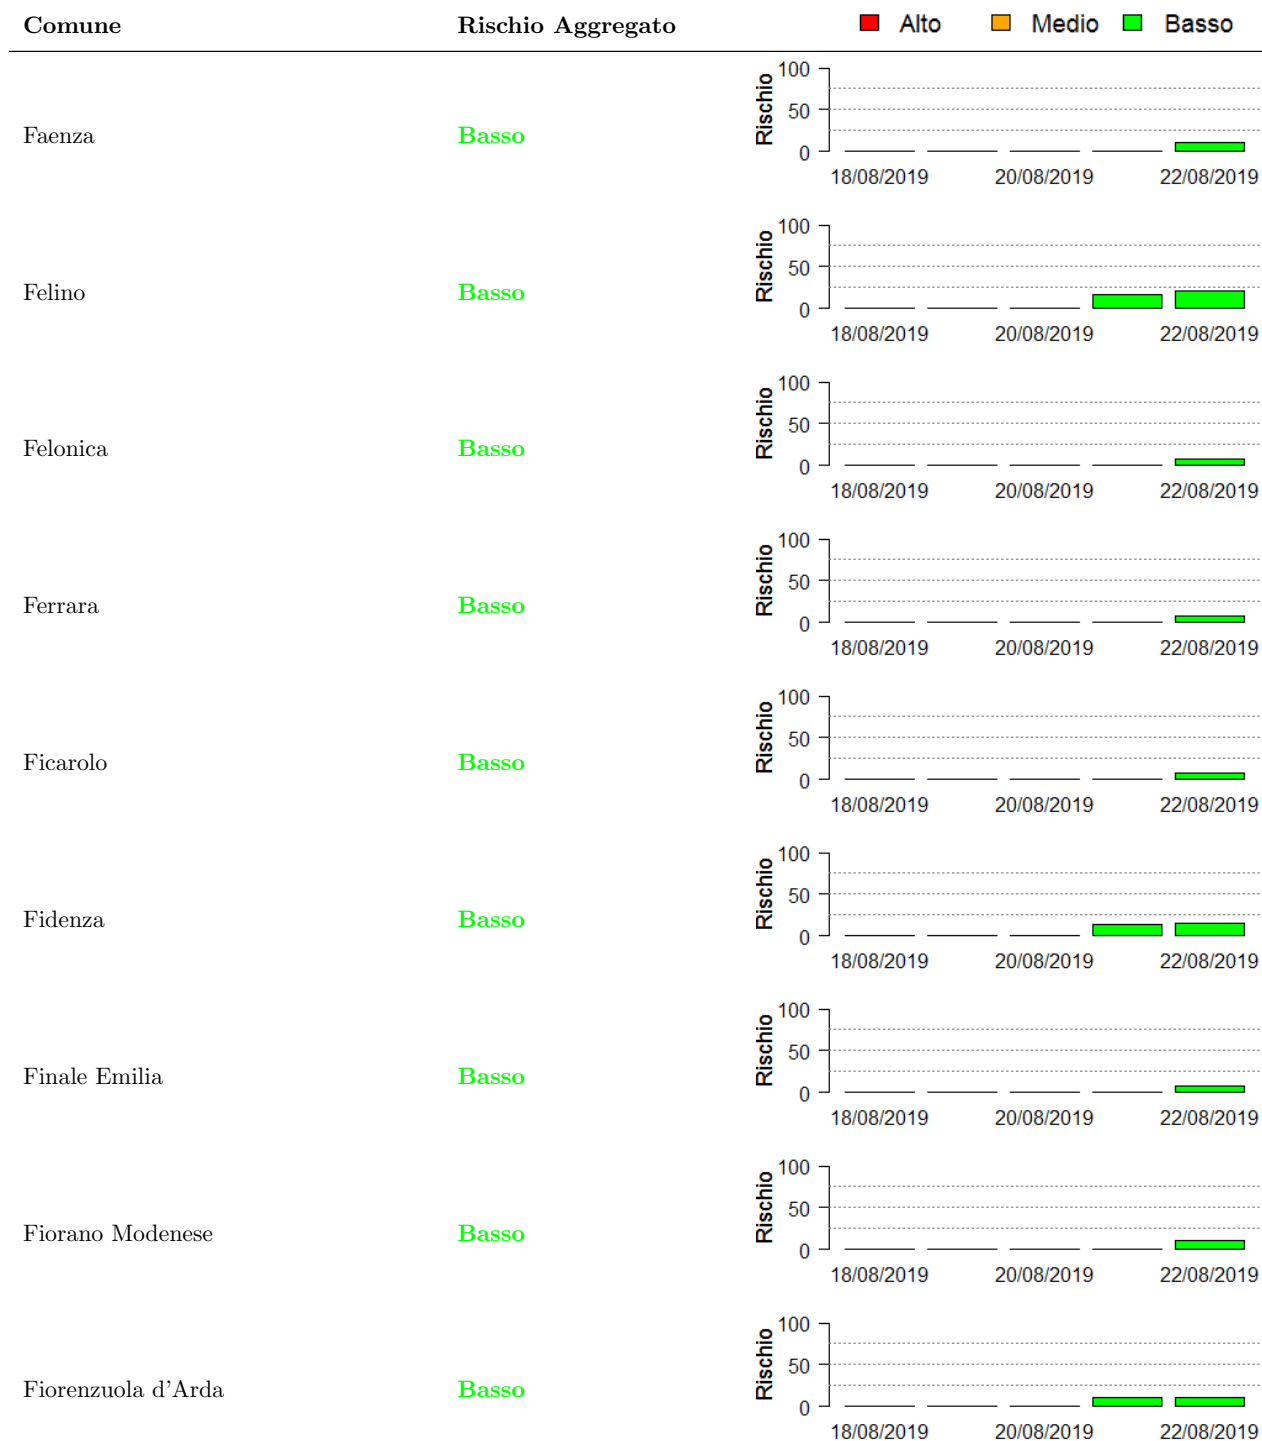 Comune Rischio Aggregato Alto Medio Basso
100
50
0
Rischio
Faenza Basso
18/08/2019 20/08/2019 22/08/2019
100
50
0
Rischio
Felino Basso
18/08/2019 20/08/2019 22/08/2019
100
50
0
Rischio
Felonica Basso
18/08/2019 20/08/2019 22/08/2019
100
50
0
Rischio
Ferrara Basso
18/08/2019 20/08/2019 22/08/2019
100
50
0
Rischio
Ficarolo Basso
18/08/2019 20/08/2019 22/08/2019
100
50
0
Rischio
Fidenza Basso
18/08/2019 20/08/2019 22/08/2019
100
50
0
Rischio
Finale Emilia Basso
18/08/2019 20/08/2019 22/08/2019
100
50
0
Rischio
Fiorano Modenese Basso
18/08/2019 20/08/2019 22/08/2019
100
50
0
Rischio
Fiorenzuola d'Arda Basso
18/08/2019 20/08/2019 22/08/2019